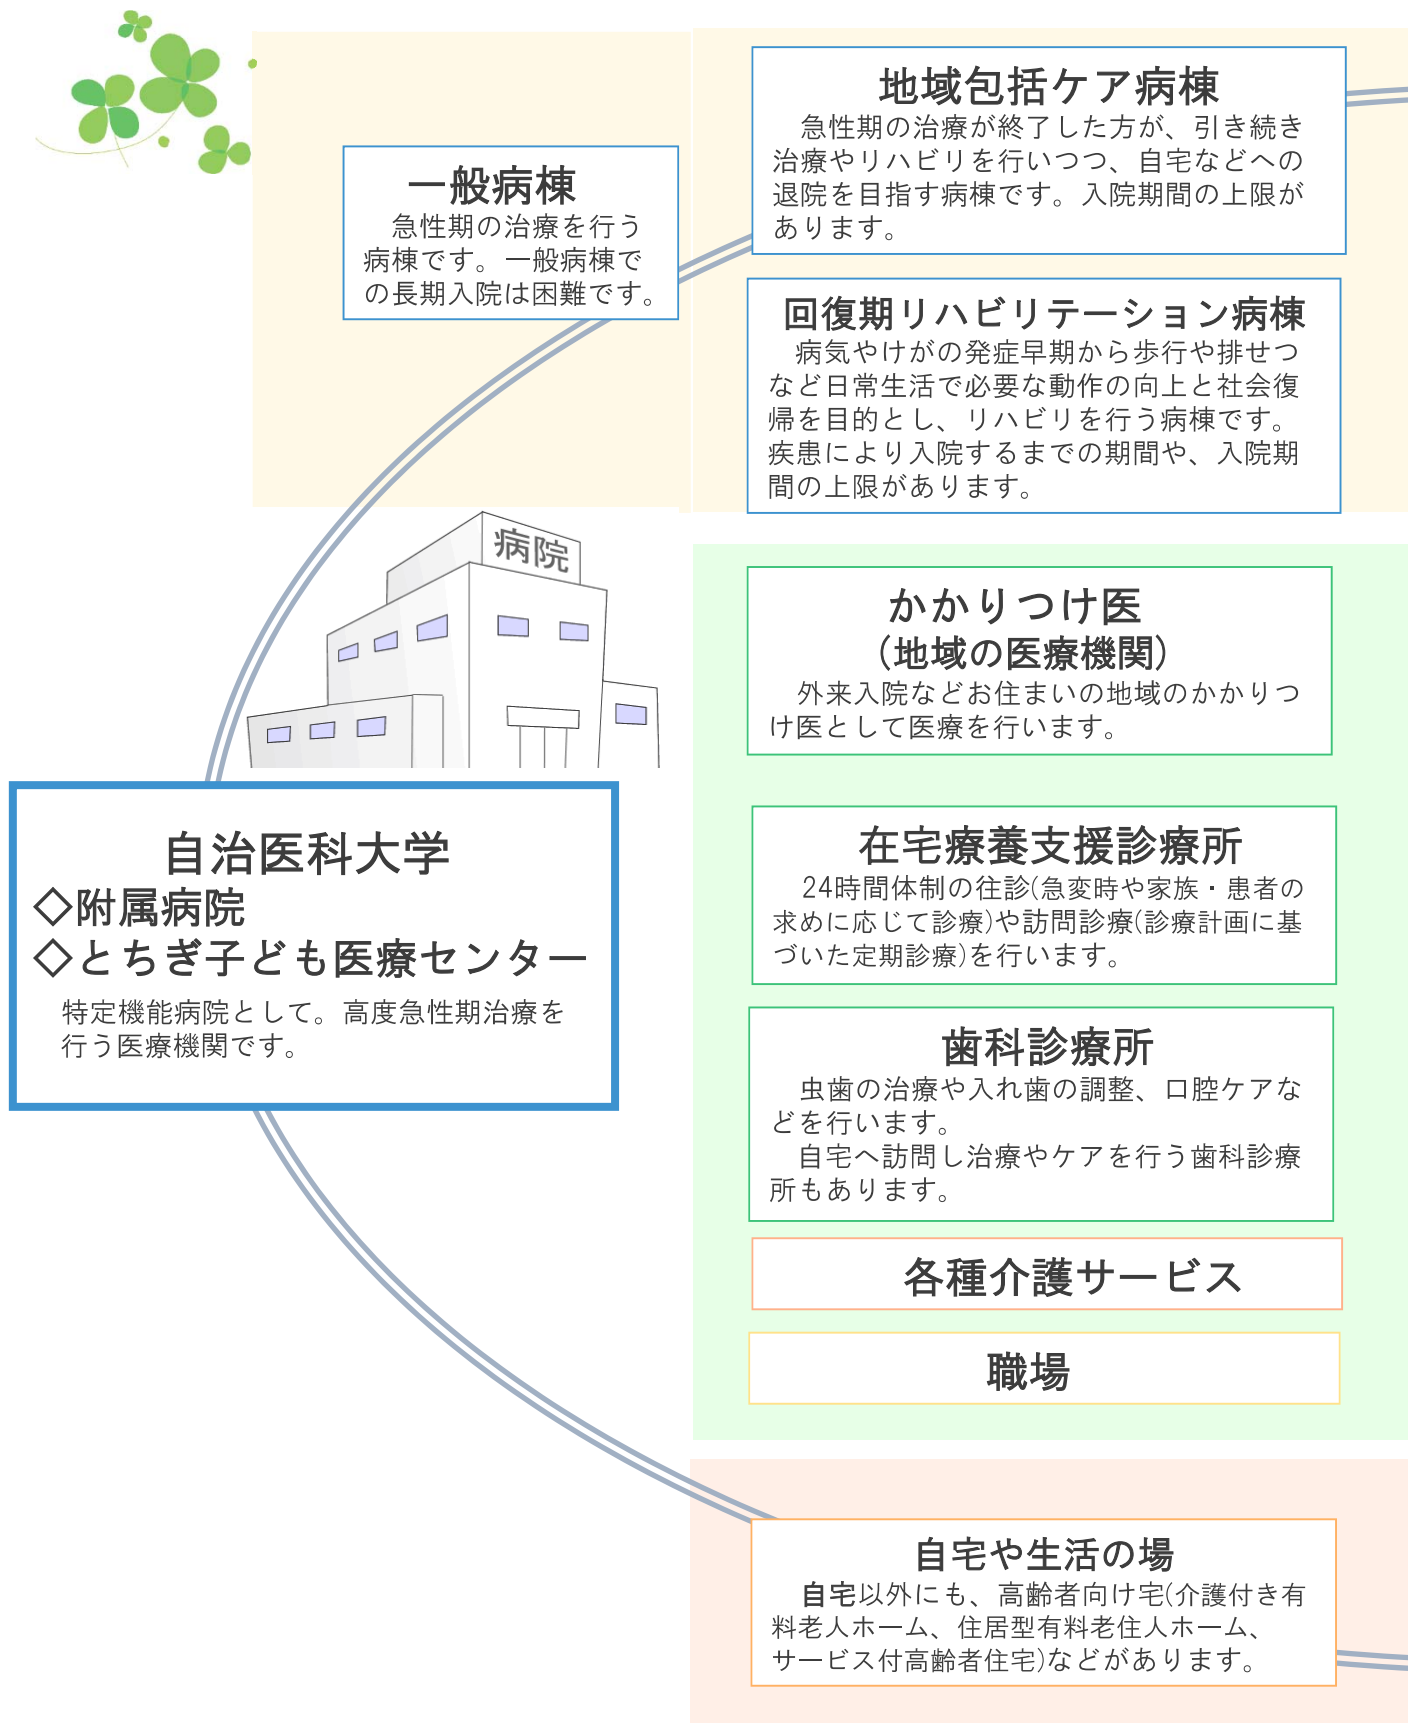 一般病棟
急性期の治療を行う
病棟です。一般病棟で
の長期入院は困難です。
地域包括ケア病棟
急性期の治療が終了した方が、引き続き
治療やリハビリを行いつつ、自宅などへの
退院を目指す病棟です。入院期間の上限が
あります。
回復期リハビリテーション病棟
病気やけがの発症早期から歩行や排せつ
など日常生活で必要な動作の向上と社会復
帰を目的とし、リハビリを行う病棟です。
疾患により入院するまでの期間や、入院期
間の上限があります。
病院
自治医科大学
◇附属病院
◇とちぎ子ども医療センター
特定機能病院として。高度急性期治療を
行う医療機関です。
かかりつけ医
(地域の医療機関)
外来入院などお住まいの地域のかかりつ
け医として医療を行います。
在宅療養支援診療所
24時間体制の往診(急変時や家族・患者の
求めに応じて診療)や訪問診療(診療計画に基
づいた定期診療)を行います。
歯科診療所
虫歯の治療や入れ歯の調整、口腔ケアな
どを行います。
自宅へ訪問し治療やケアを行う歯科診療
所もあります。
各種介護サービス
職場
自宅や生活の場
自宅以外にも、高齢者向け宅(介護付き有
料老人ホーム、住居型有料老住人ホーム、
サービス付高齢者住宅)などがあります。